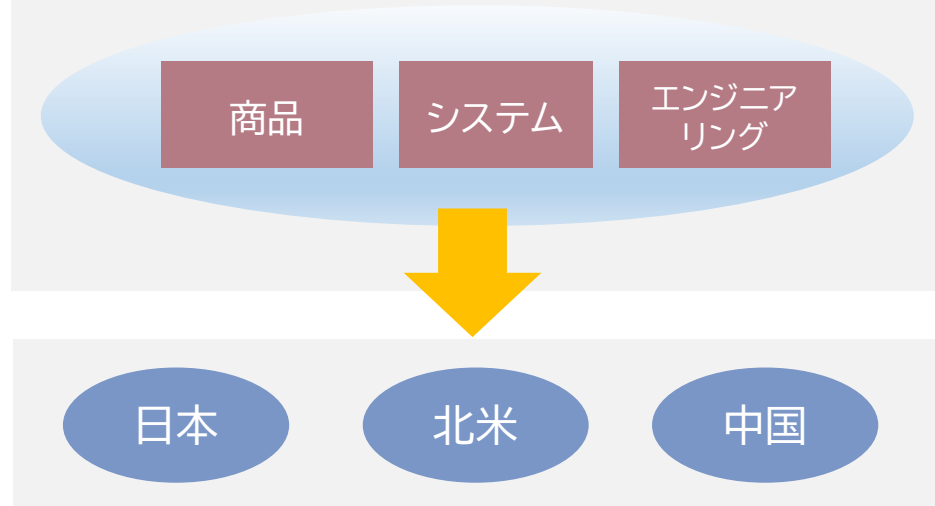 商品
システム
エンジニア
リング
日本
北米
中国